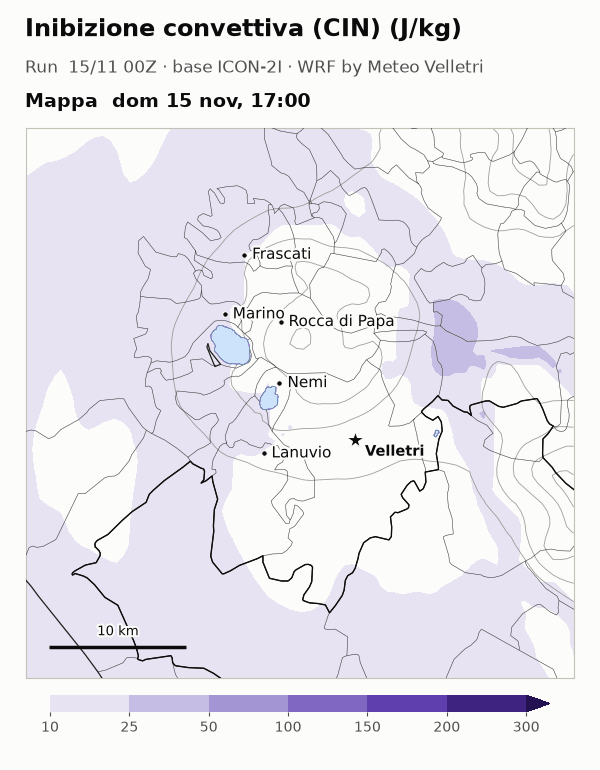 Inibizione convettiva (CIN) (J/kg)
Run  15/11 00Z · base ICON-2I · WRF by Meteo Velletri
Mappa  dom 15 nov, 17:00
Frascati
Marino
Rocca di Papa
Nemi
Velletri
Lanuvio
10 km
10 25 50 100 150 200 300